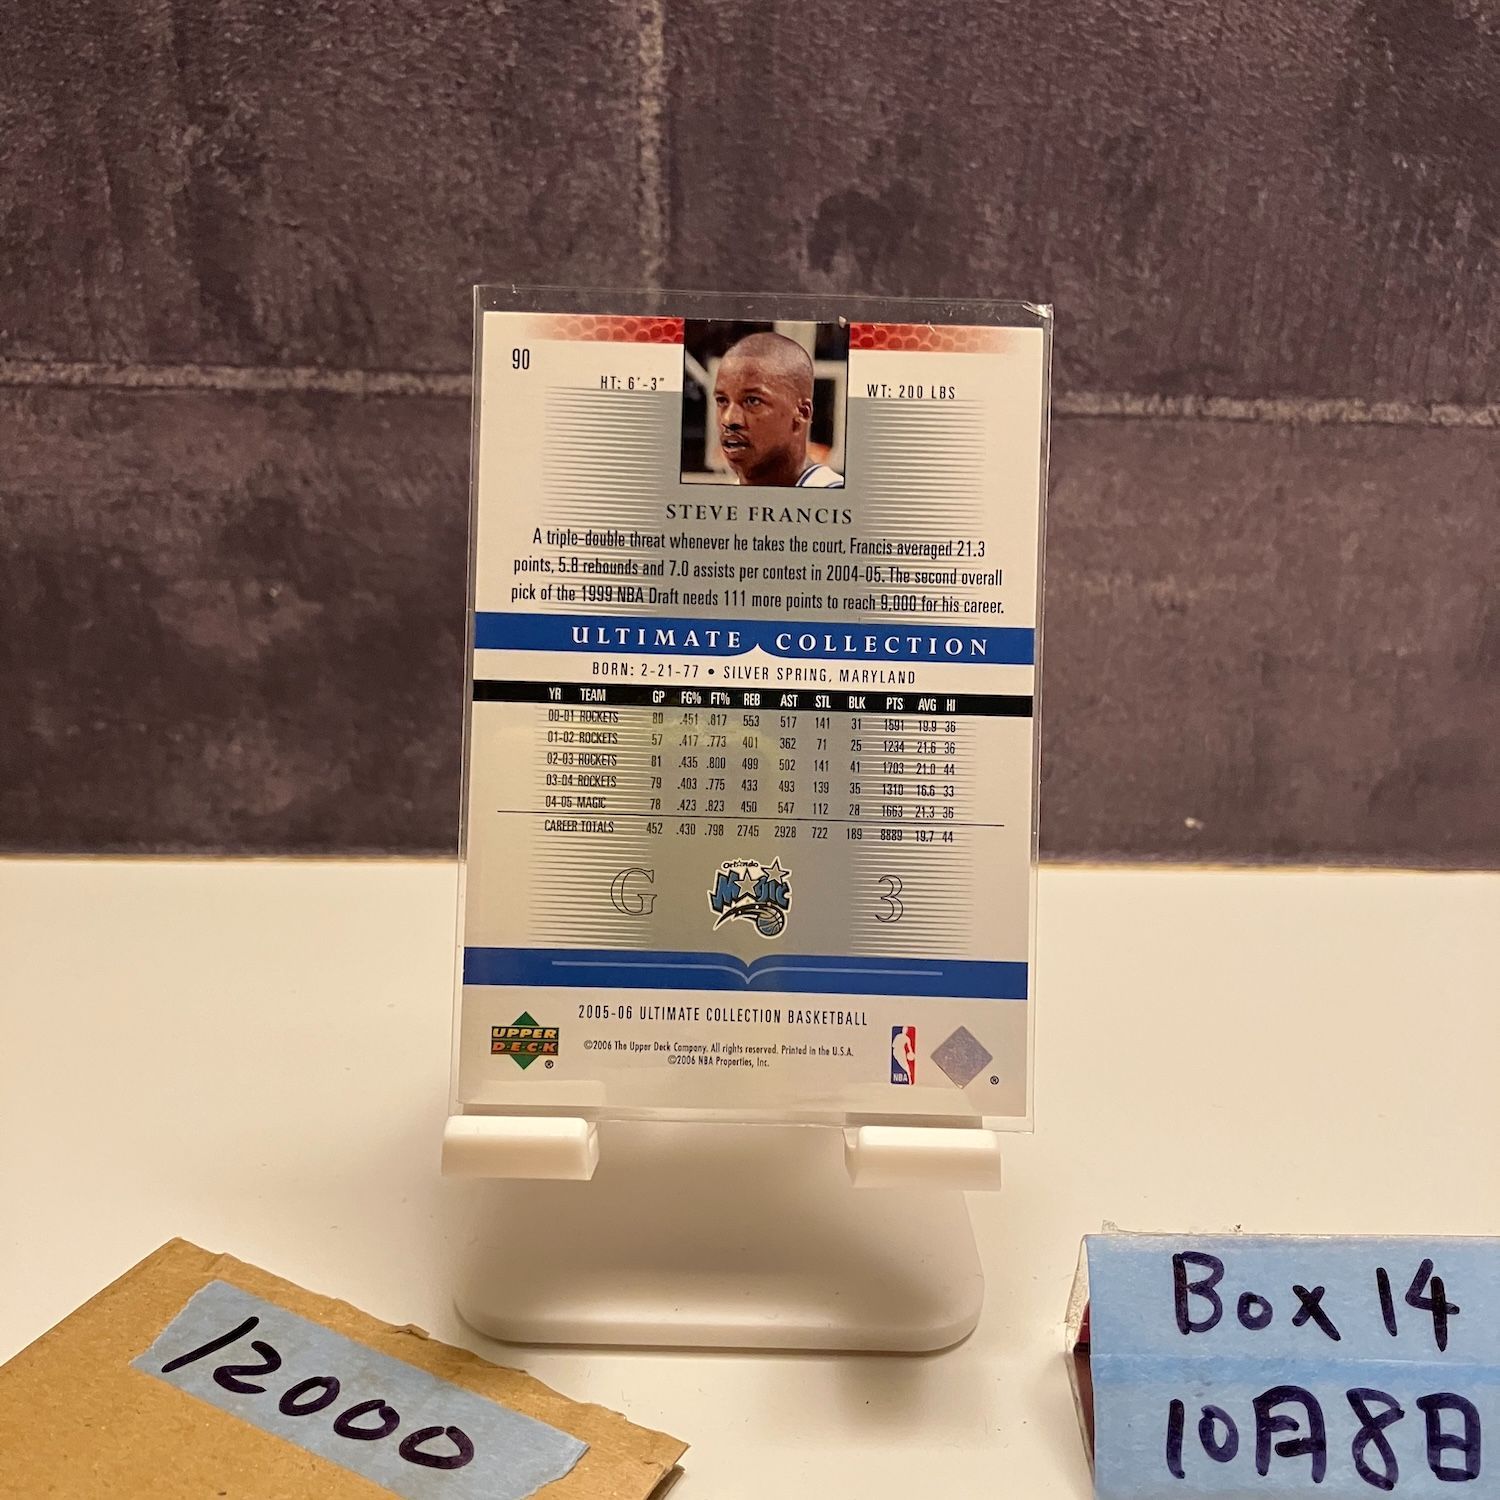 90
HT: 6'-3"
WT: 200 LBS
STEVE FRANCIS
A triple-double threat whenever he takes the court, Francis averaged 21.3
points, 5.8 rebounds and 7.0 assists per contest in 2004-05. The second overall
pick of the 1999 NBA Draft needs 111 more points to reach 9,000 for his career.
ULTIMATE COLLECTION
BORN: 2-21-77 • SILVER SPRING, MARYLAND
YR TEAM GP FG% FT% REB AST STL BLK PTS AVG HI
00-01 ROCKETS 80 .451 .817 553 517 141 31 1591 19.9 36
01-02 ROCKETS 57 .417 .773 401 362 71 25 1234 21.6 36
02-03 ROCKETS 81 .435 .800 499 502 141 41 1703 21.0 44
03-04 ROCKETS 79 .403 .775 433 493 139 35 1310 16.6 33
04-05 MAGIC 78 .423 .823 450 547 112 28 1663 21.3 36
CAREER TOTALS 452 .430 .798 2745 2928 722 189 8889 19.7 44
G
Orlando
Magic
3
2005-06 ULTIMATE COLLECTION BASKETBALL
UPPER
DECK
®
©2006 The Upper Deck Company. All rights reserved. Printed in the U.S.A.
©2006 NBA Properties, Inc.
NBA
®
12000
Box 14
10月8日